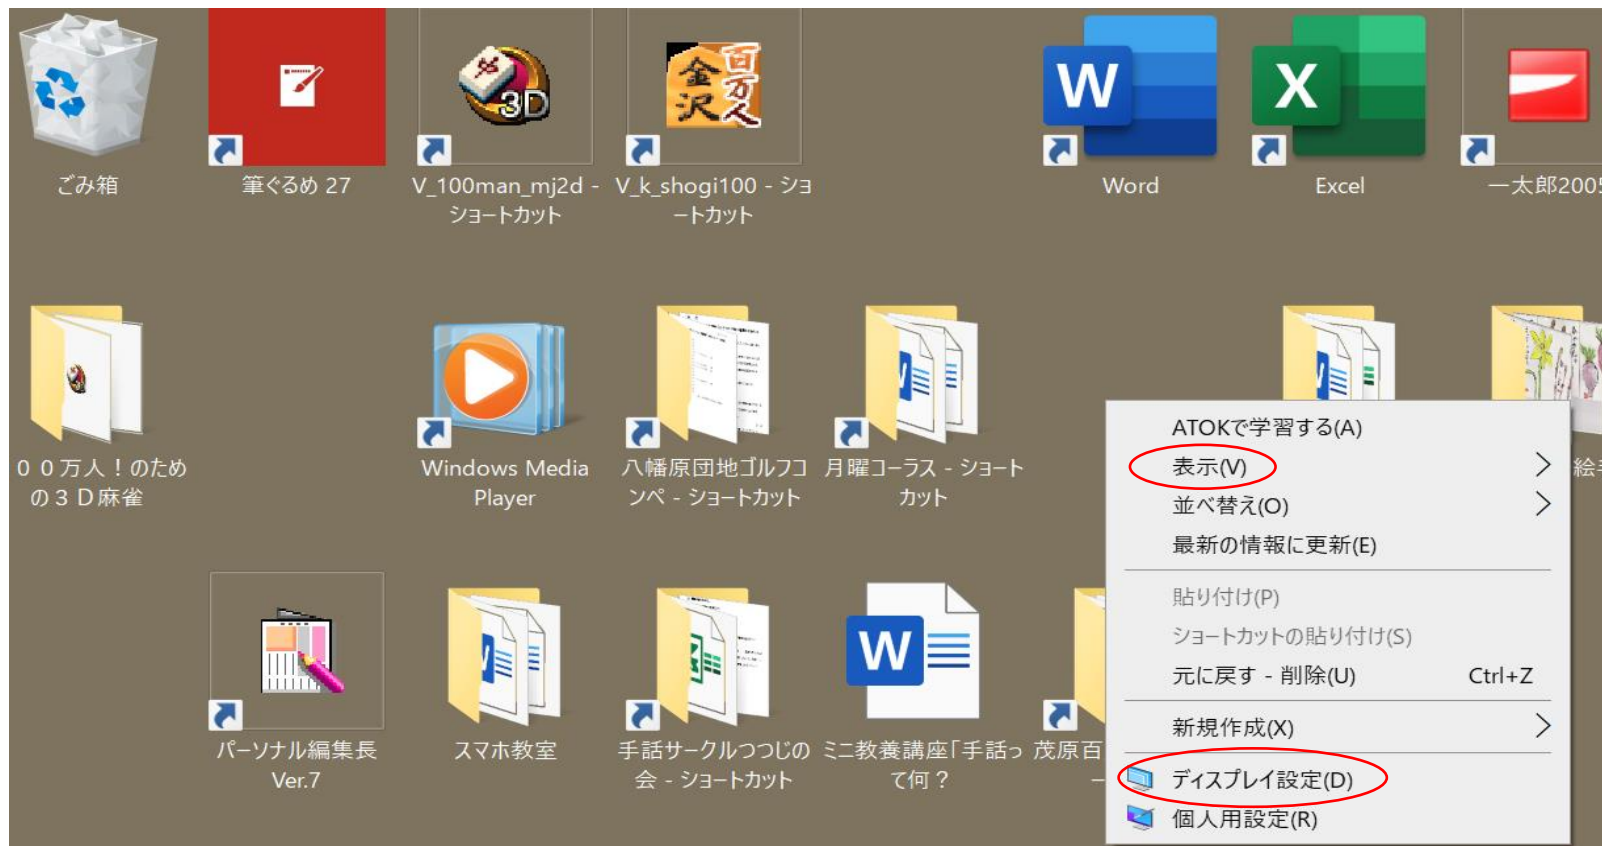 ごみ箱
筆ぐるめ 27
V_100man_mj2d -
ショートカット
V_k_shogi100 - ショ
ートカット
Word
Excel
一太郎2005
3D
百万人
金沢
W
X
００万人！のため
の３Ｄ麻雀
Windows Media
Player
八幡原団地ゴルフコ
ンペ - ショートカット
月曜コーラス - ショート
カット
絵手
パーソナル編集長
Ver.7
スマホ教室
手話サークルつつじの
会 - ショートカット
W
ミニ教養講座「手話っ
て何？
茂原百
ー
ATOKで学習する(A)
表示(V)
並べ替え(O)
最新の情報に更新(E)
貼り付け(P)
ショートカットの貼り付け(S)
元に戻す - 削除(U) Ctrl+Z
新規作成(X)
ディスプレイ設定(D)
個人用設定(R)